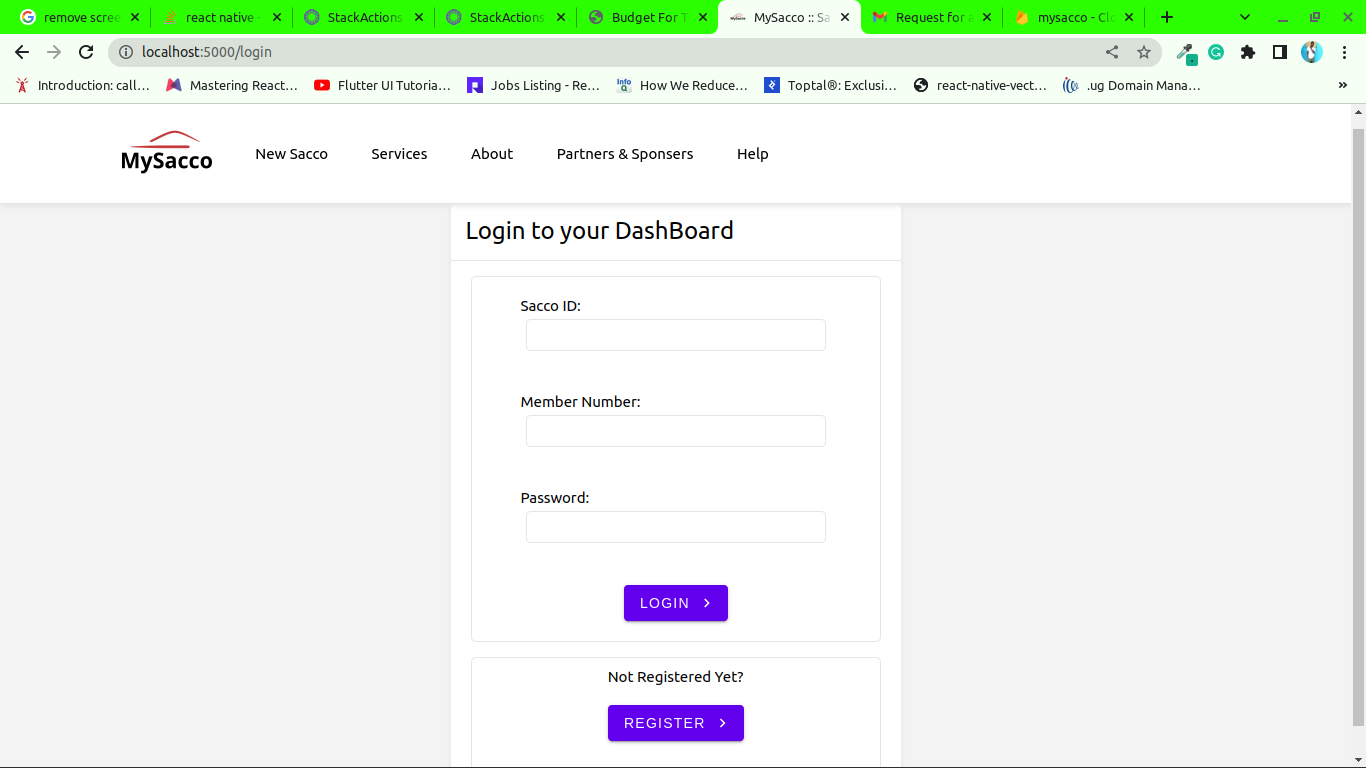 remove scree
react native -
StackActions
StackActions
Budget For T
MySacco :: Sa
Request for a
mysacco - Clo
localhost:5000/login
Introduction: call…
Mastering React…
Flutter UI Tutoria…
Jobs Listing - Re…
InfoQ
How We Reduce…
Toptal®: Exclusi…
react-native-vect…
.ug Domain Mana…
»
MySacco
New Sacco
Services
About
Partners & Sponsers
Help
Login to your DashBoard
Sacco ID:
Member Number:
Password:
LOGIN
Not Registered Yet?
REGISTER